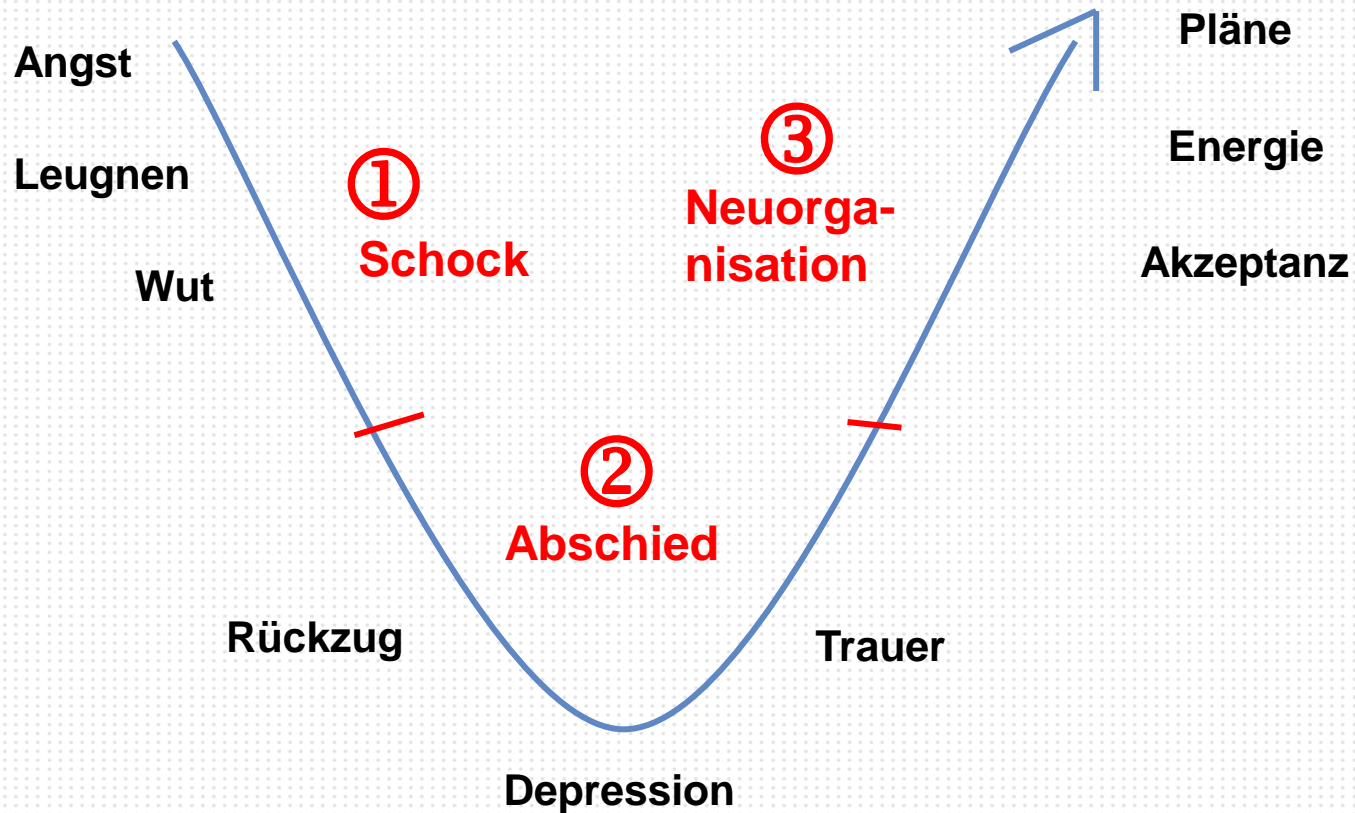 Pläne
Angst
③
Energie
Leugnen
①
Neuorga-
nisation
Schock
Akzeptanz
Wut
②
Abschied
Rückzug
Trauer
Depression